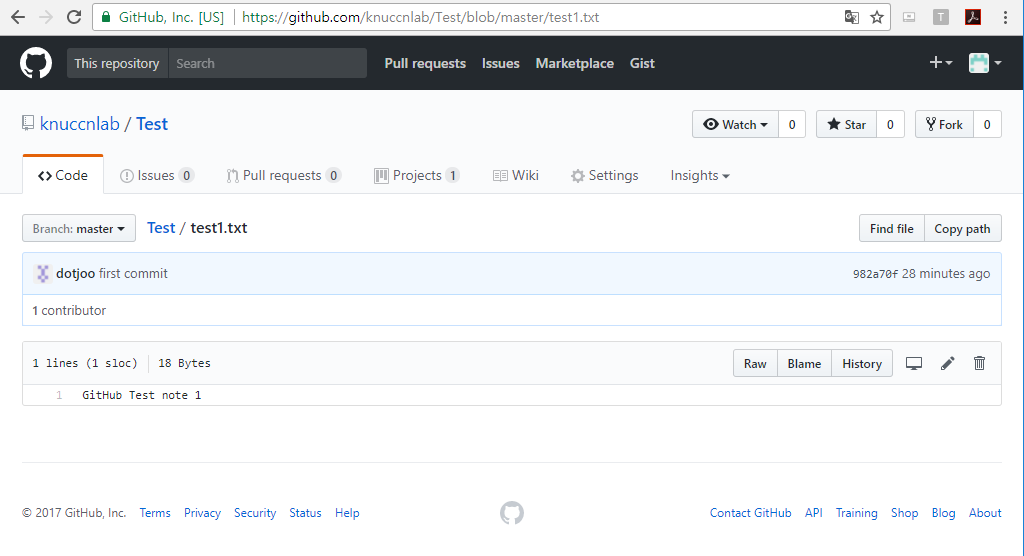 GitHub, Inc. [US] https://github.com/knuccnlab/Test/blob/master/test1.txt
This repository Search Pull requests Issues Marketplace Gist
knuccnlab / Test Watch 0 Star 0 Fork 0
Code Issues 0 Pull requests 0 Projects 1 Wiki Settings Insights
Branch: master Test / test1.txt Find file Copy path
dotjoo first commit 982a70f 28 minutes ago
1 contributor
1 lines (1 sloc) 18 Bytes Raw Blame History
1 GitHub Test note 1
© 2017 GitHub, Inc. Terms Privacy Security Status Help Contact GitHub API Training Shop Blog About